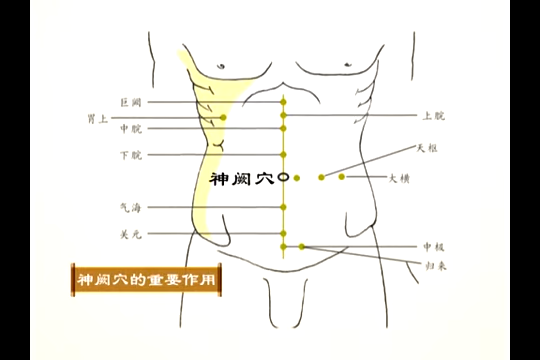 巨阙
胃上
上脘
中脘
天枢
下脘
神阙穴
大横
气海
关元
中极
归来
神阙穴的重要作用